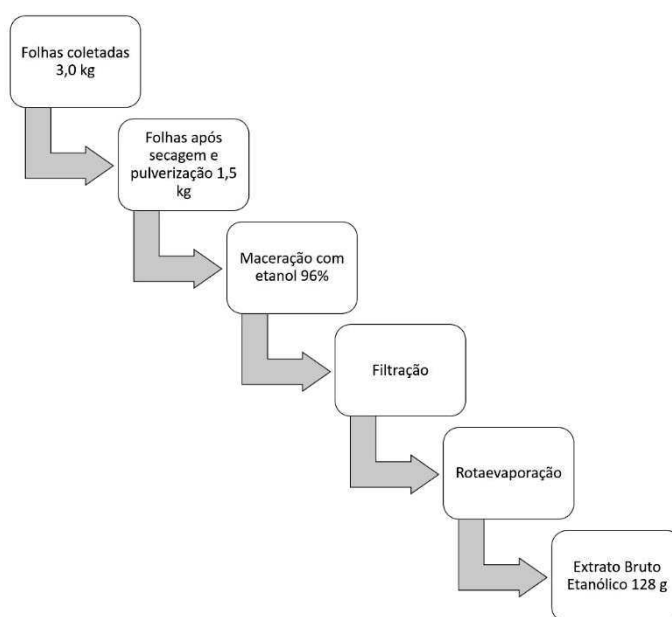 Folhas coletadas
3,0 kg
Folhas após
secagem e
pulverização 1,5
kg
Maceração com
etanol 96%
Filtração
Rotaevaporação
Extrato Bruto
Etanólico 128 g